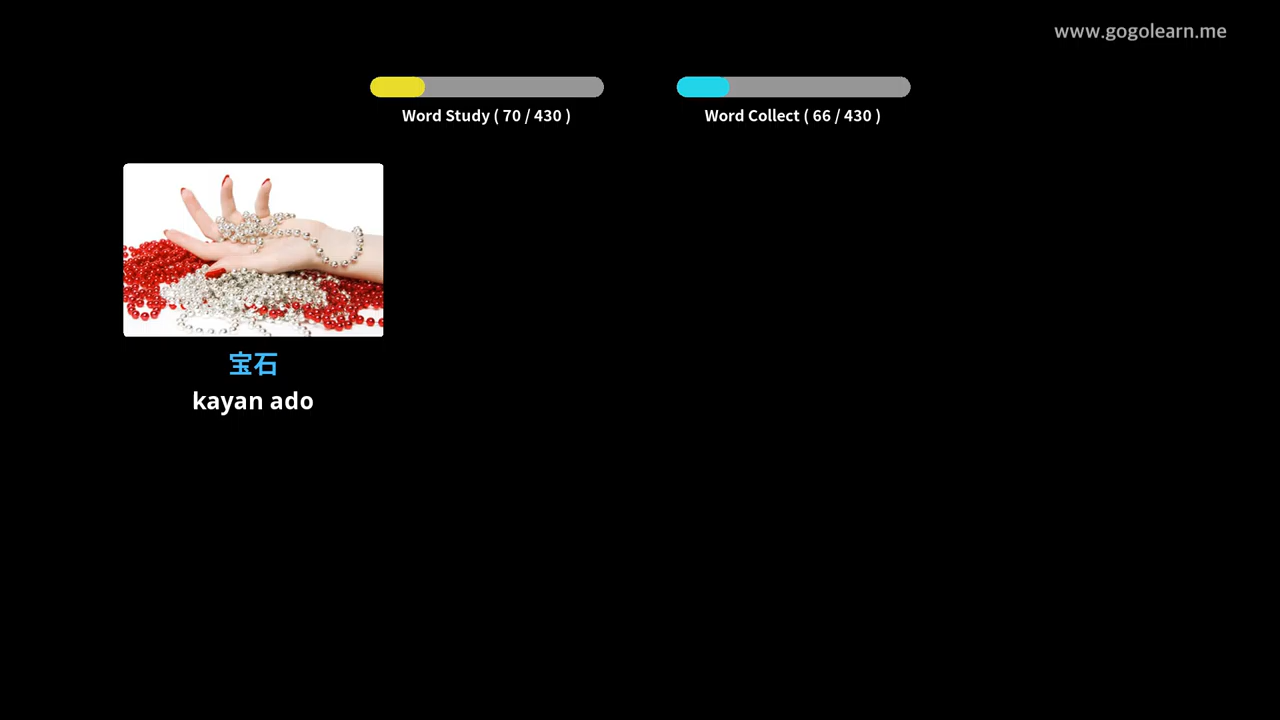 www.gogolearn.me
Word Study ( 70 / 430 )
Word Collect ( 66 / 430 )
宝石
kayan ado